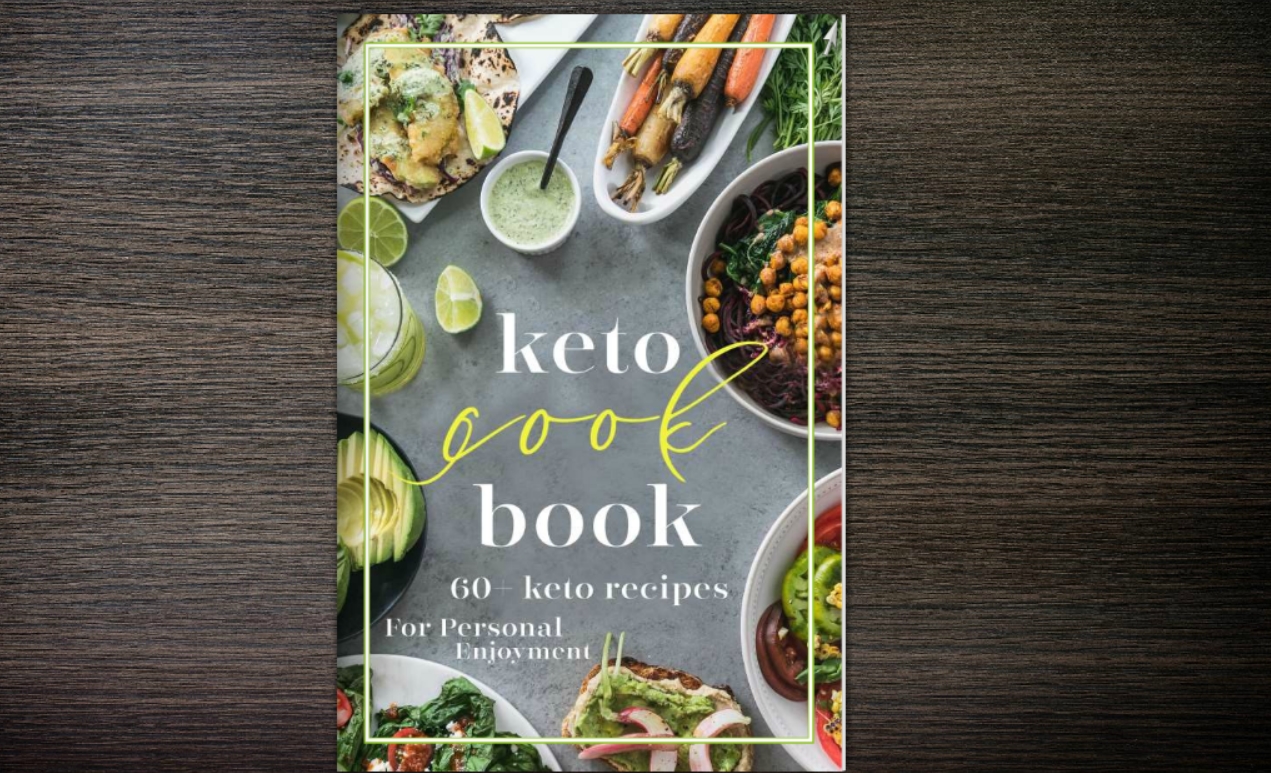 keto
cook
book
60+ keto recipes
For Personal
Enjoyment